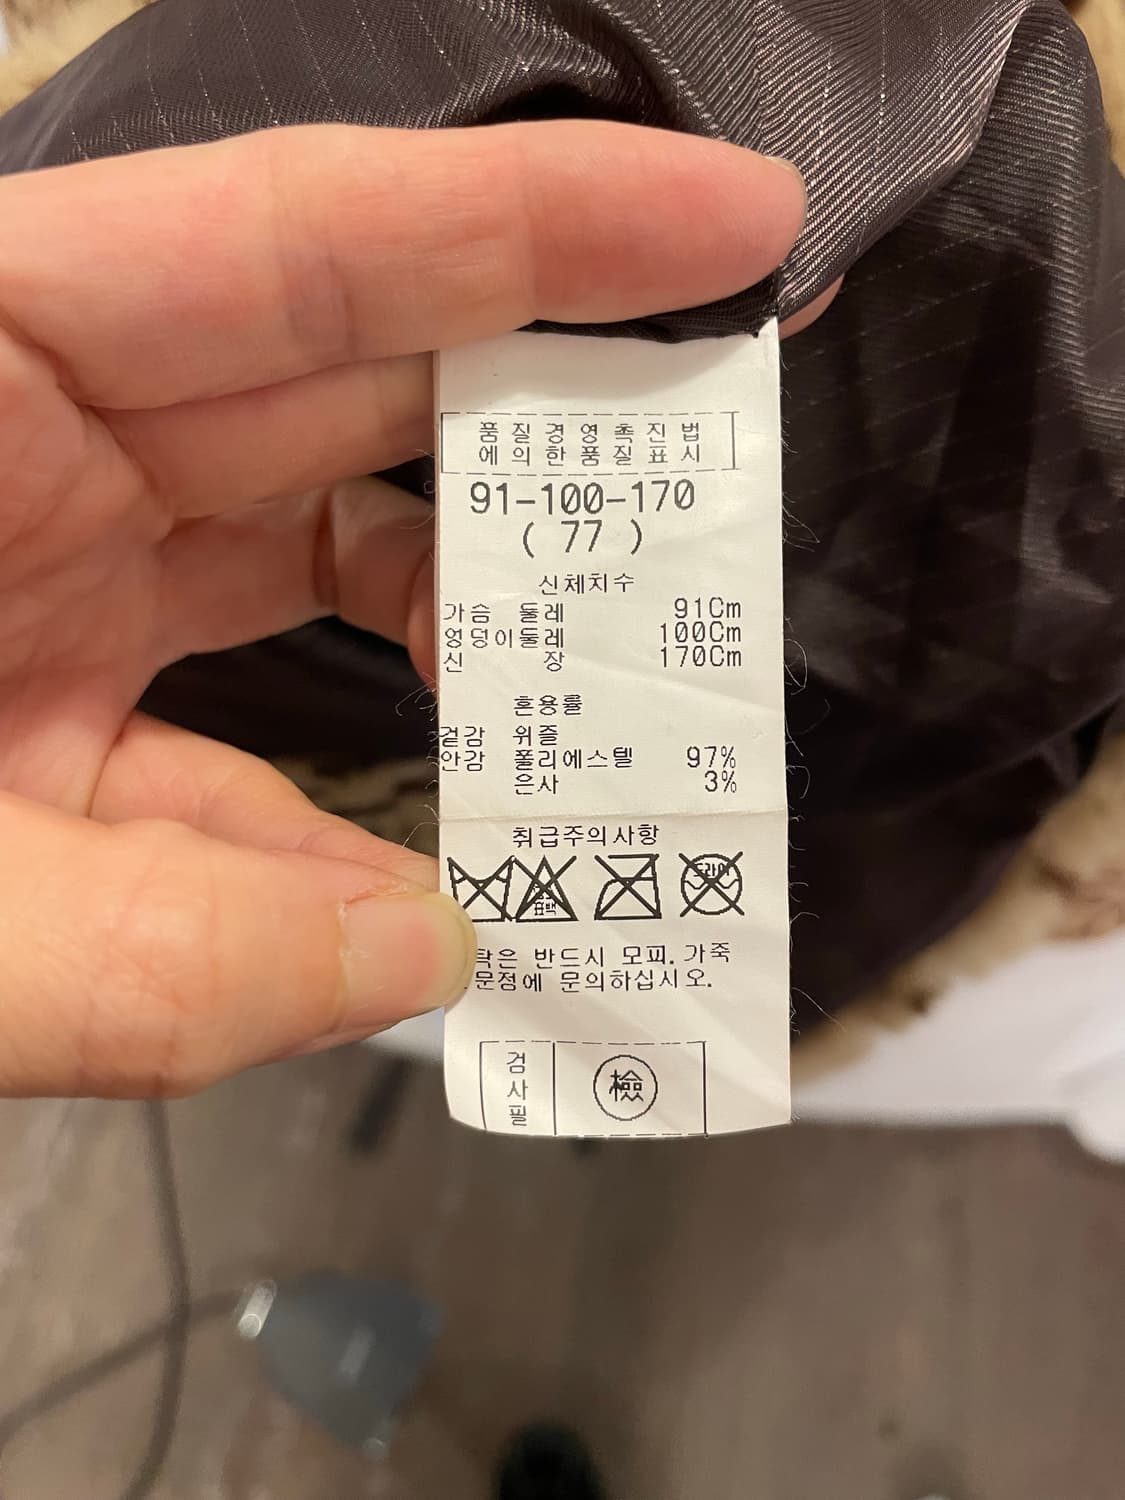 품질경영촉진법
에의한품질표시
91-100-170
( 77 )
신체치수
가슴 둘레 91Cm
엉덩이둘레 100Cm
신 장 170Cm
혼용률
겉감 위즐
안감 폴리에스텔 97%
은사 3%
취급주의사항
표백
드라이
탁은 반드시 모피. 가죽
문점에 문의하십시오.
검사필
檢